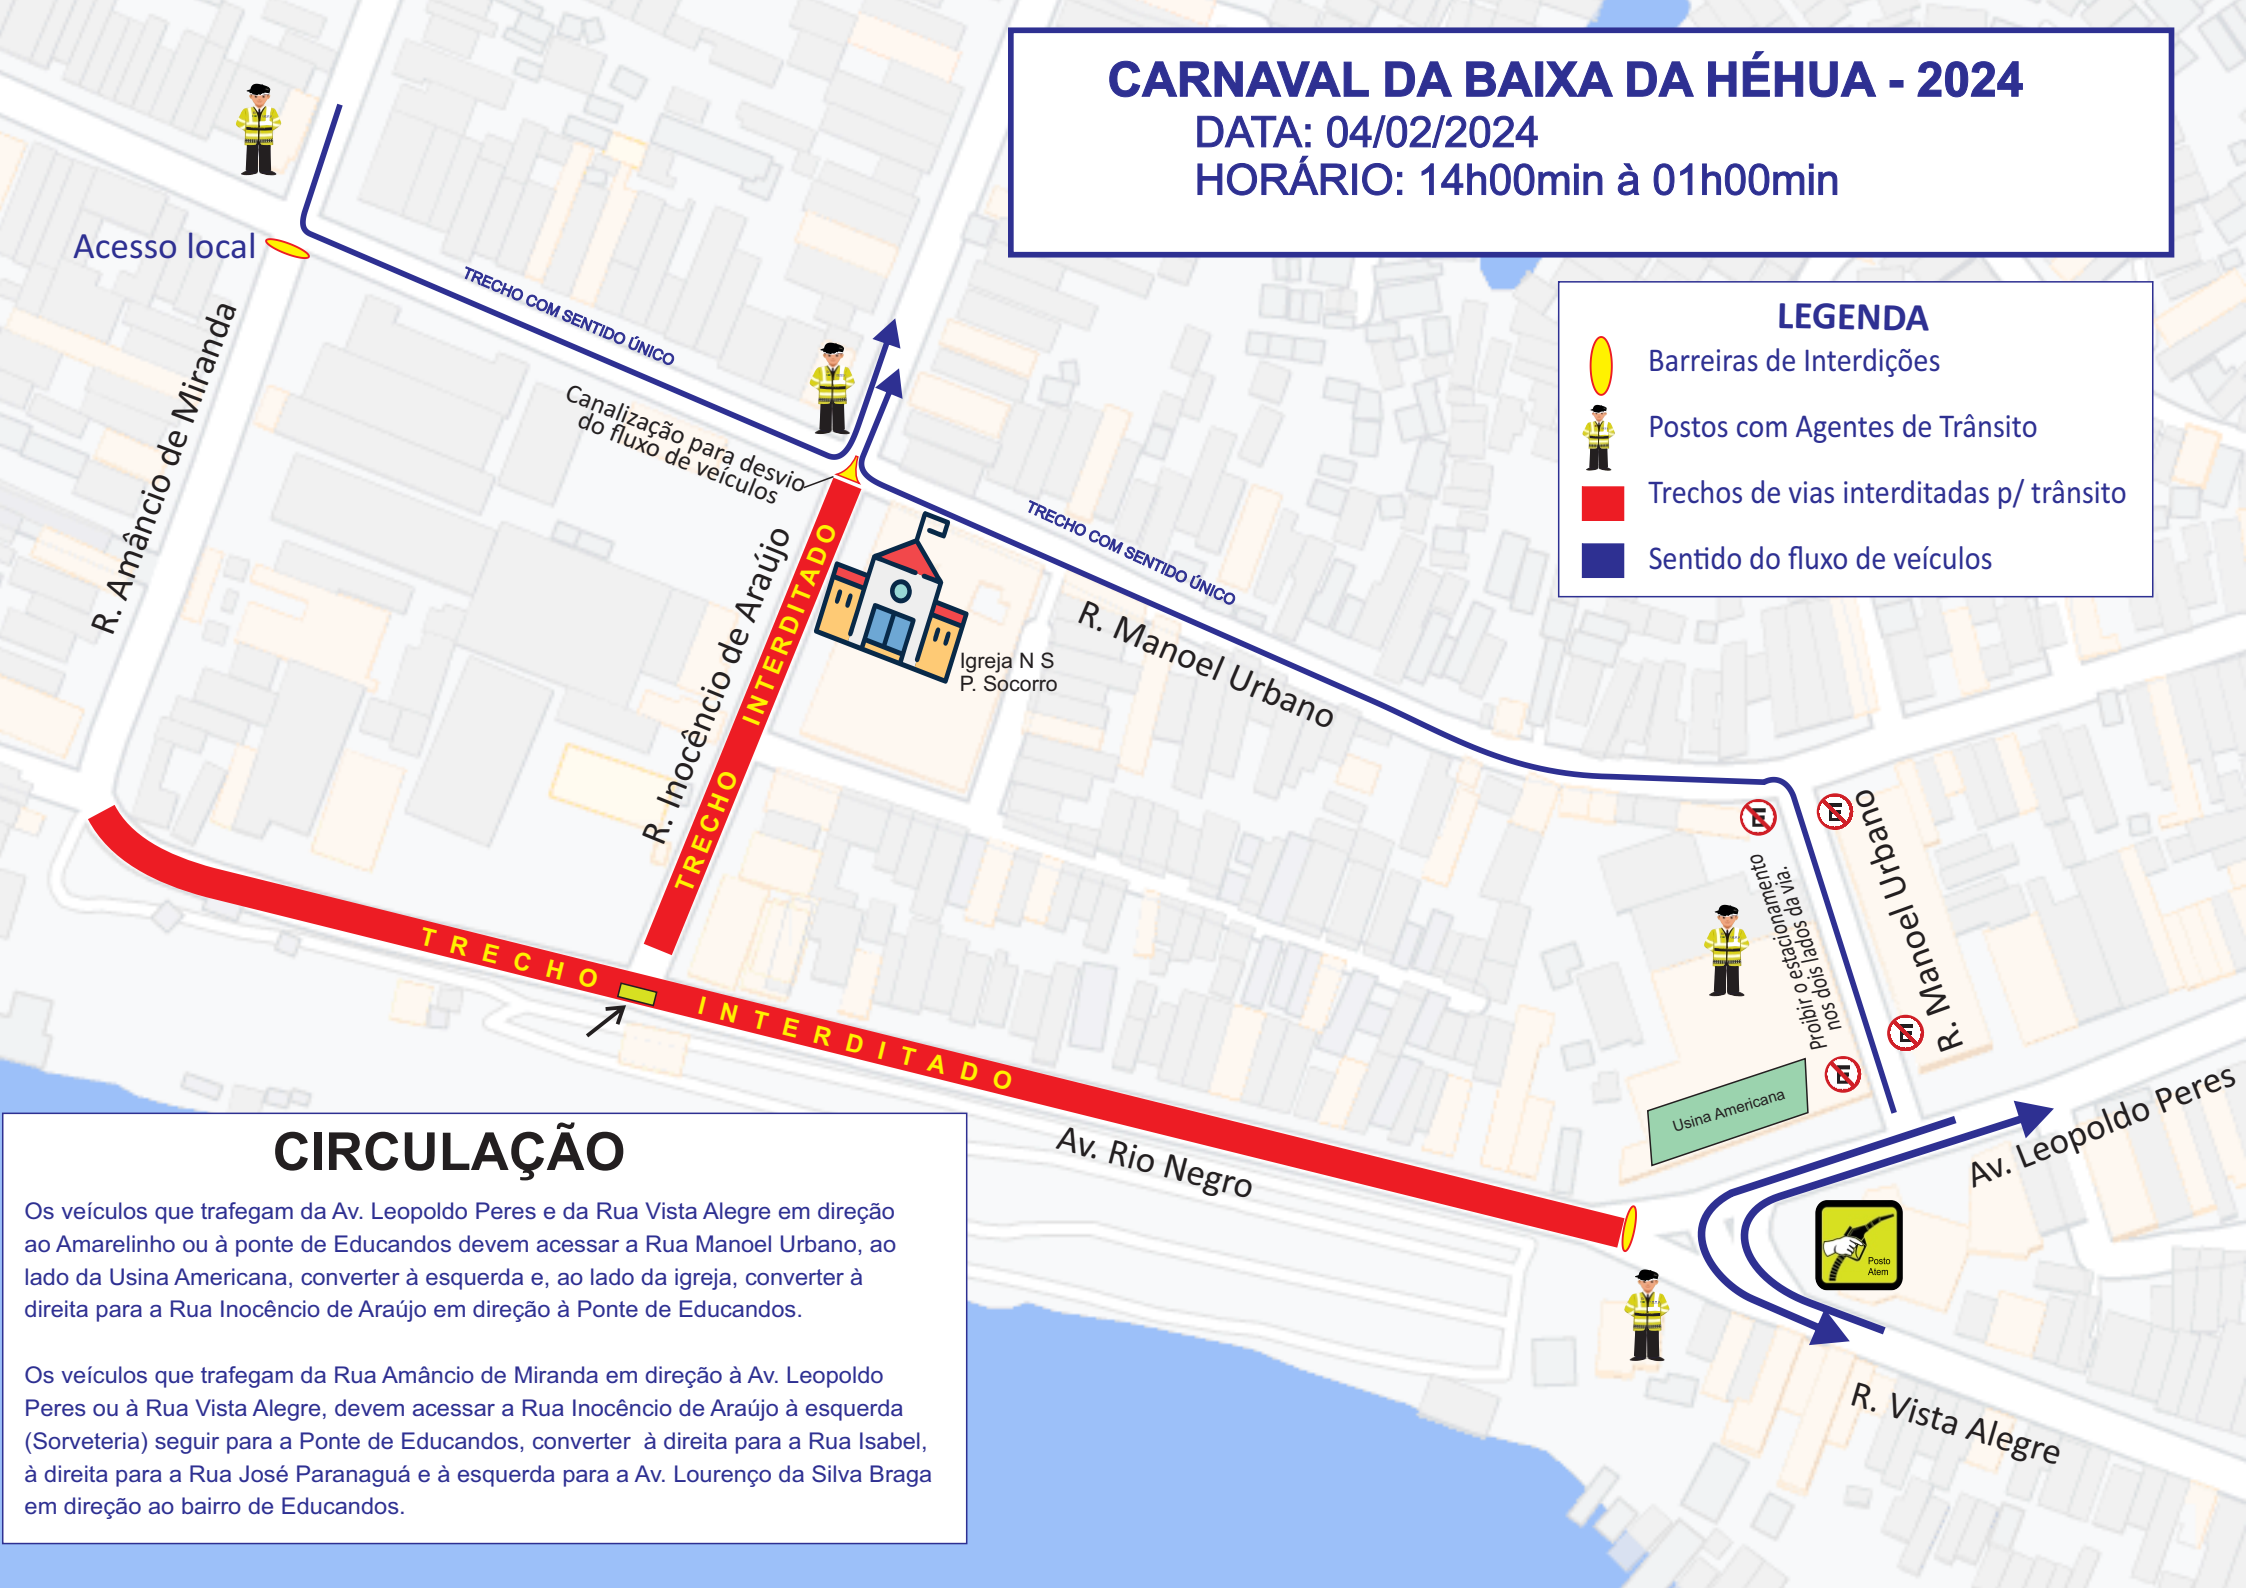 CARNAVAL DA BAIXA DA HÉHUA - 2024
DATA: 04/02/2024
HORÁRIO: 14h00min à 01h00min
LEGENDA
Barreiras de Interdições
Postos com Agentes de Trânsito
Trechos de vias interditadas p/ trânsito
Sentido do fluxo de veículos
Acesso local
TRECHO COM SENTIDO ÚNICO
R. Amâncio de Miranda
Canalização para desvio
do fluxo de veículos
R. Inocêncio de Araújo
TRECHO INTERDITADO
Igreja N S
P. Socorro
TRECHO COM SENTIDO ÚNICO
R. Manoel Urbano
R. Manoel Urbano
E
E
Proibir o estacionamento
nos dois lados da via.
E
E
Usina Americana
TRECHO INTERDITADO
Av. Rio Negro
Av. Leopoldo Peres
Posto
Atem
R. Vista Alegre
CIRCULAÇÃO
Os veículos que trafegam da Av. Leopoldo Peres e da Rua Vista Alegre em direção
ao Amarelinho ou à ponte de Educandos devem acessar a Rua Manoel Urbano, ao
lado da Usina Americana, converter à esquerda e, ao lado da igreja, converter à
direita para a Rua Inocêncio de Araújo em direção à Ponte de Educandos.
Os veículos que trafegam da Rua Amâncio de Miranda em direção à Av. Leopoldo
Peres ou à Rua Vista Alegre, devem acessar a Rua Inocêncio de Araújo à esquerda
(Sorveteria) seguir para a Ponte de Educandos, converter à direita para a Rua Isabel,
à direita para a Rua José Paranaguá e à esquerda para a Av. Lourenço da Silva Braga
em direção ao bairro de Educandos.